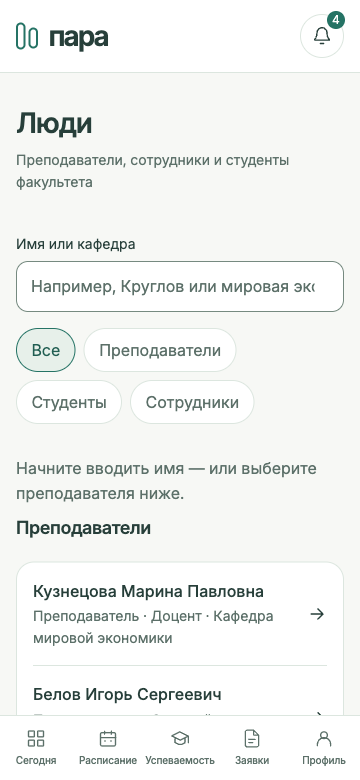 пара
4
Люди
Преподаватели, сотрудники и студенты
факультета
Имя или кафедра
Например, Круглов или мировая эко
Все
Преподаватели
Студенты
Сотрудники
Начните вводить имя — или выберите
преподавателя ниже.
Преподаватели
Кузнецова Марина Павловна
Преподаватель · Доцент · Кафедра
мировой экономики
Белов Игорь Сергеевич
Сегодня
Расписание
Успеваемость
Заявки
Профиль